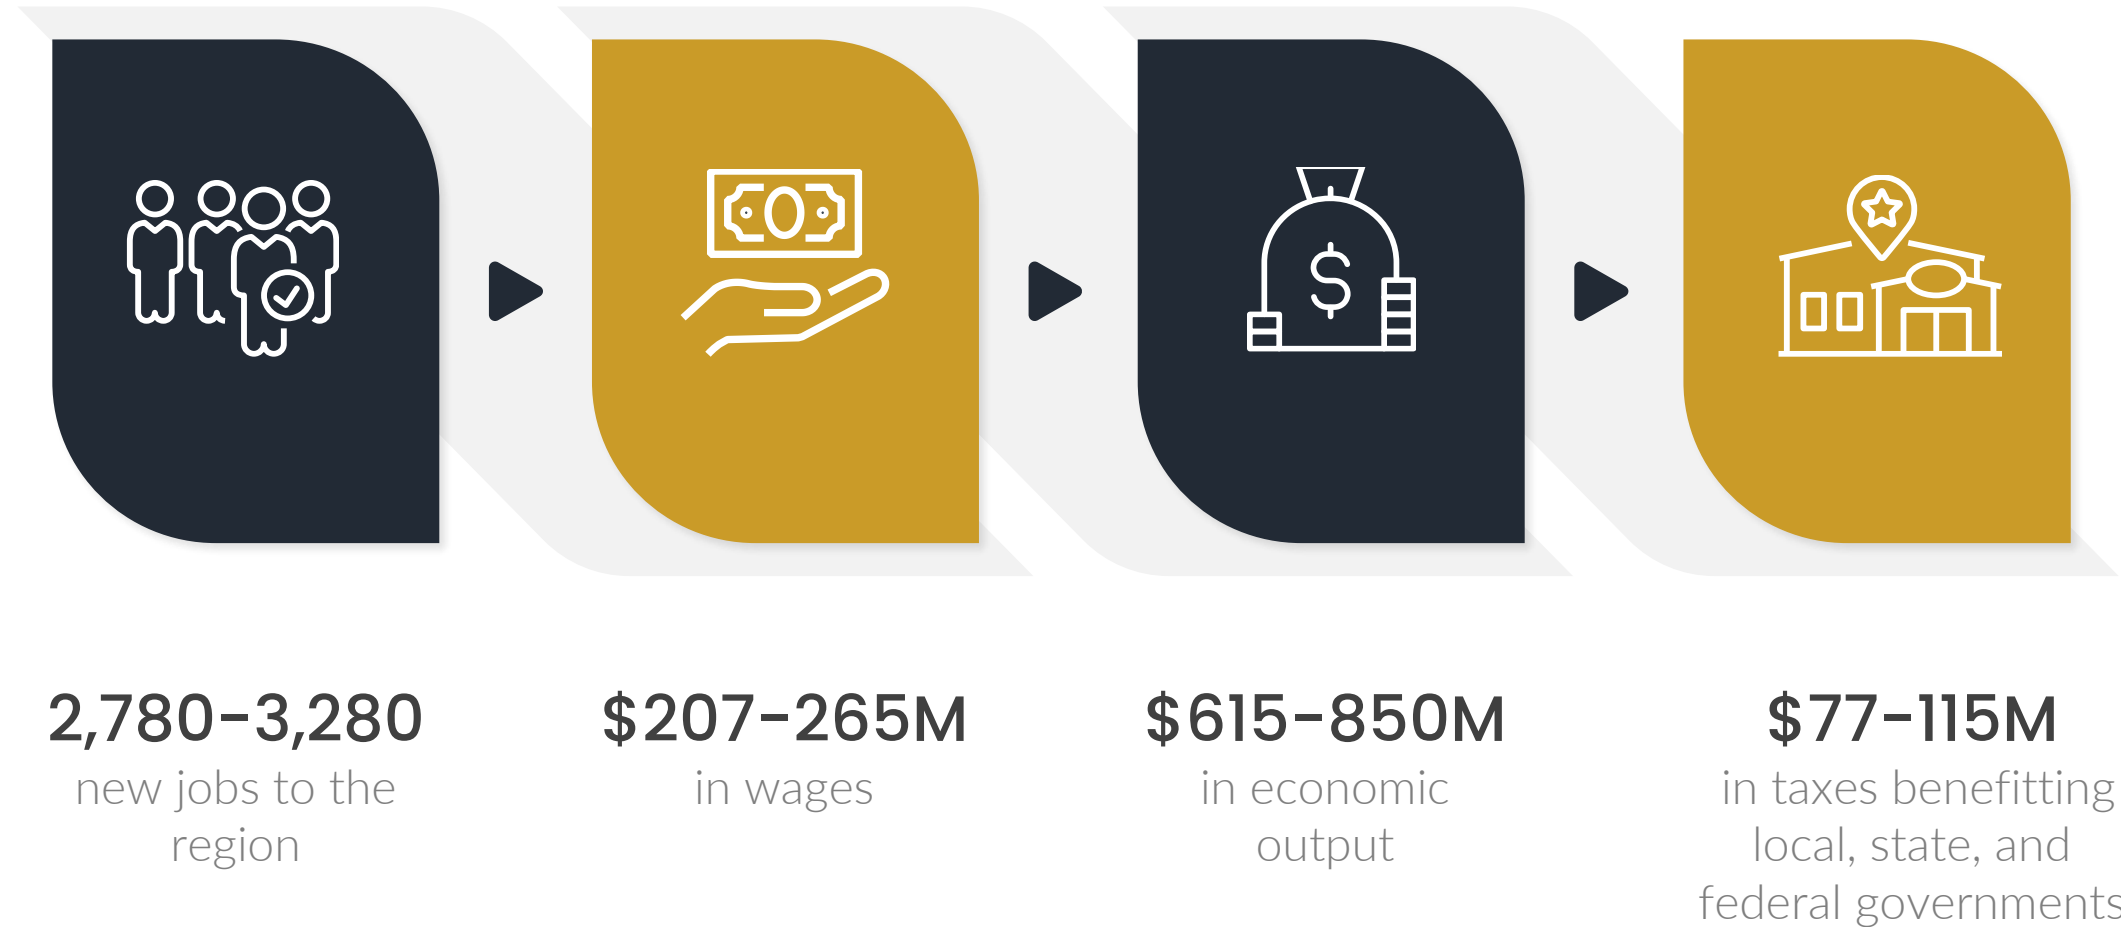 2,780-3,280
new jobs to the
region
$207-265M
in wages
$615-850M
in economic
output
$77-115M
in taxes benefitting
local, state, and
federal governments